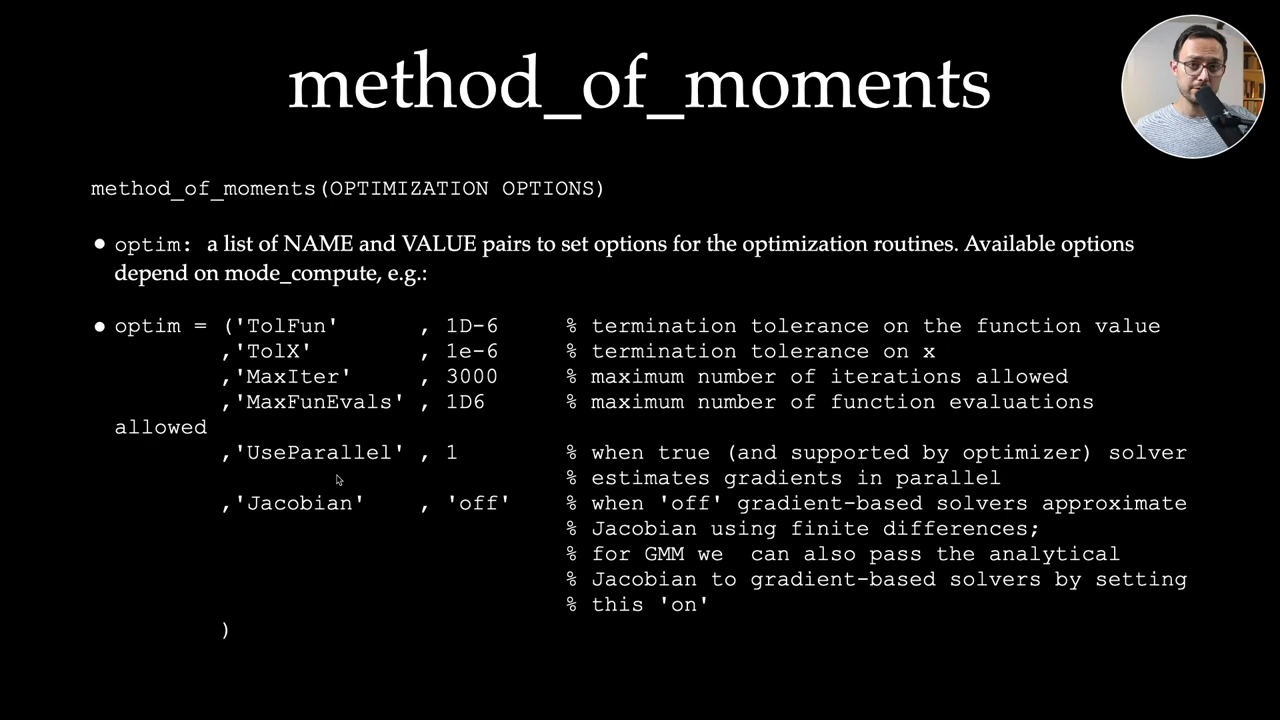 method_of_moments
method_of_moments(OPTIMIZATION OPTIONS)
● optim: a list of NAME and VALUE pairs to set options for the optimization routines. Available options
depend on mode_compute, e.g.:
● optim = ('TolFun' , 1D-6 % termination tolerance on the function value
,'TolX' , 1e-6 % termination tolerance on x
,'MaxIter' , 3000 % maximum number of iterations allowed
,'MaxFunEvals' , 1D6 % maximum number of function evaluations
allowed
,'UseParallel' , 1 % when true (and supported by optimizer) solver
% estimates gradients in parallel
,'Jacobian' , 'off' % when 'off' gradient-based solvers approximate
% Jacobian using finite differences;
% for GMM we can also pass the analytical
% Jacobian to gradient-based solvers by setting
% this 'on'
)